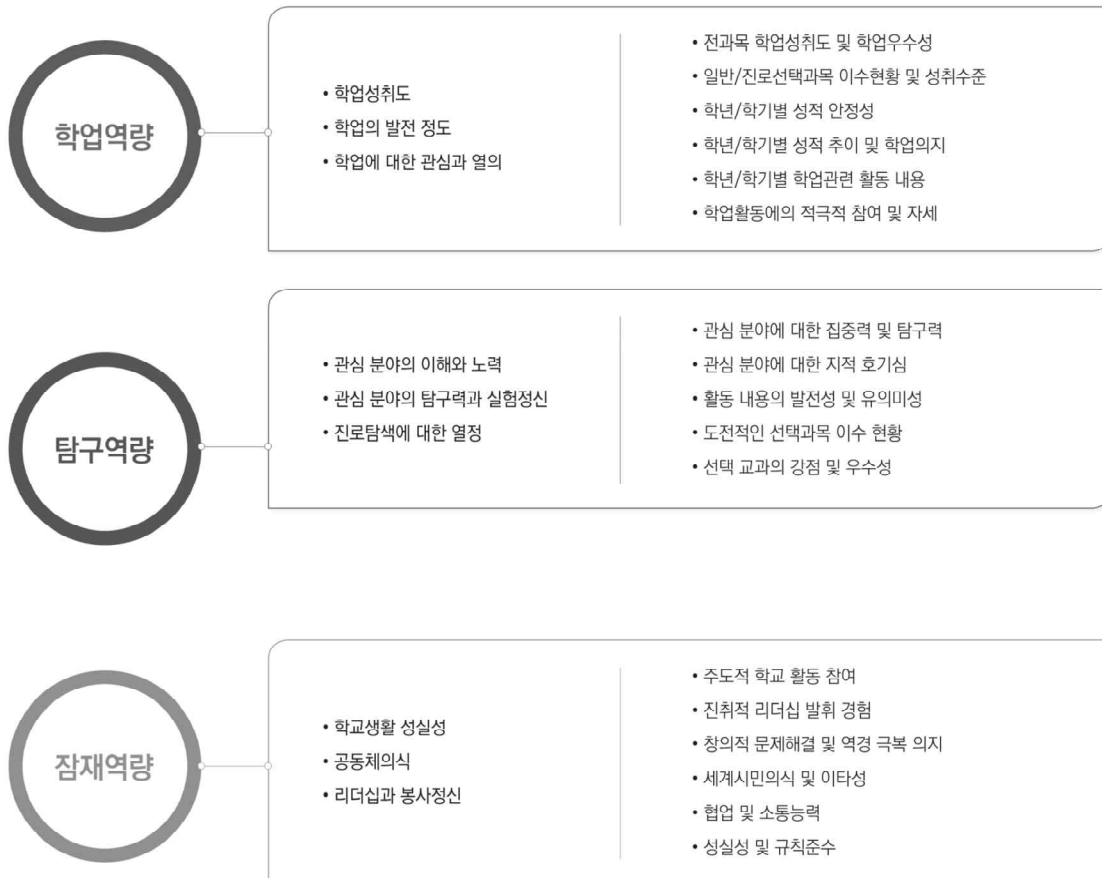 학업역량
• 학업성취도
• 학업의 발전 정도
• 학업에 대한 관심과 열의
• 전과목 학업성취도 및 학업우수성
• 일반/진로선택과목 이수현황 및 성취수준
• 학년/학기별 성적 안정성
• 학년/학기별 성적 추이 및 학업의지
• 학년/학기별 학업관련 활동 내용
• 학업활동에의 적극적 참여 및 자세
탐구역량
• 관심 분야의 이해와 노력
• 관심 분야의 탐구력과 실험정신
• 진로탐색에 대한 열정
• 관심 분야에 대한 집중력 및 탐구력
• 관심 분야에 대한 지적 호기심
• 활동 내용의 발전성 및 유의미성
• 도전적인 선택과목 이수 현황
• 선택 교과의 강점 및 우수성
잠재역량
• 학교생활 성실성
• 공동체의식
• 리더십과 봉사정신
• 주도적 학교 활동 참여
• 진취적 리더십 발휘 경험
• 창의적 문제해결 및 역경 극복 의지
• 세계시민의식 및 이타성
• 협업 및 소통능력
• 성실성 및 규칙준수